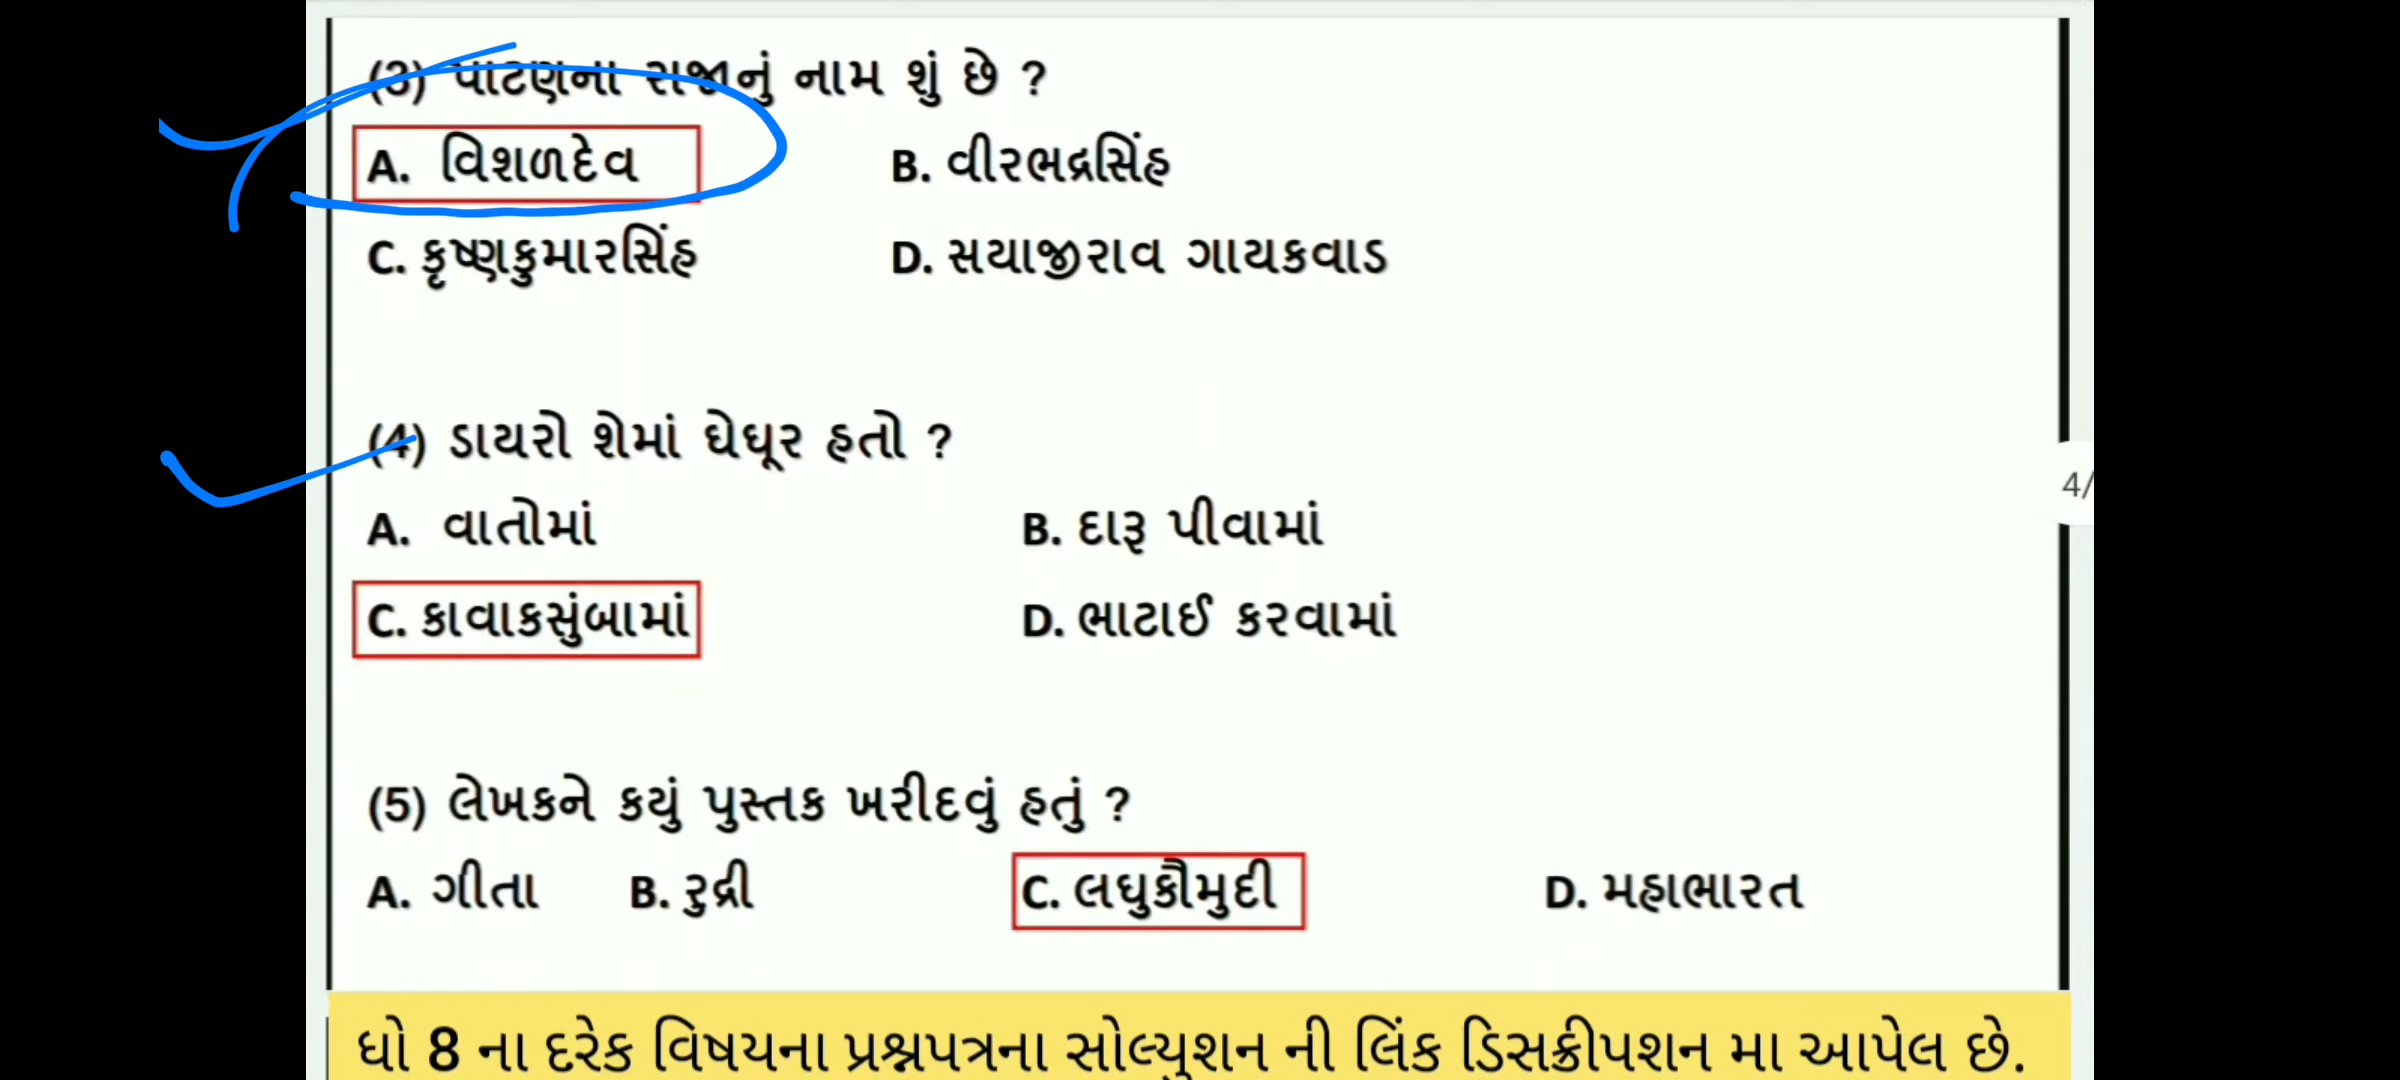 (3) પાટણના રાજાનું નામ શું છે ?
A. વિશળદેવ B. વીરભદ્રસિંહ
C. કૃષ્ણકુમારસિંહ D. સયાજીરાવ ગાયકવાડ
(4) ડાયરો શેમાં ઘેઘૂર હતો ?
A. વાતોમાં B. દારૂ પીવામાં
4/
C. કાવાકસુંબામાં D. ભાટાઈ કરવામાં
(5) લેખકને કયું પુસ્તક ખરીદવું હતું ?
A. ગીતા B. રુદ્રી C. લઘુકૌમુદી D. મહાભારત
ધો 8 ના દરેક વિષયના પ્રશ્નપત્રના સોલ્યુશન ની લિંક ડિસક્રીપશન મા આપેલ છે.